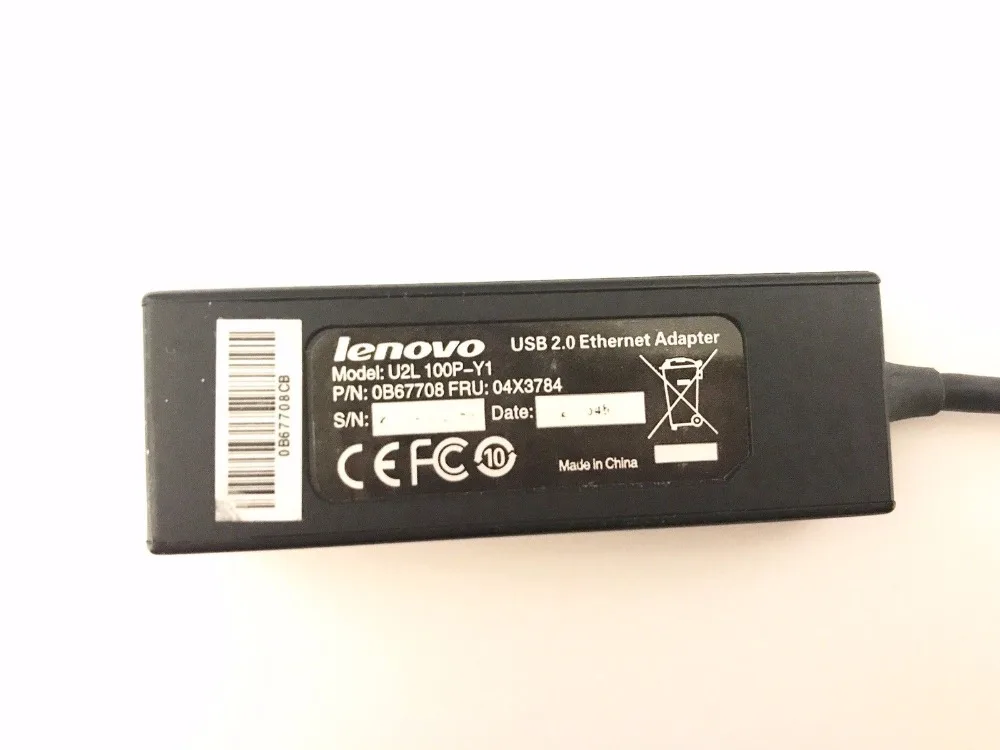 0B67708CB
lenovo
USB 2.0 Ethernet Adapter
Model: U2L 100P-Y1
P/N: 0B67708 FRU: 04X3784
S/N:
Date:
CE FC 10
Made in China